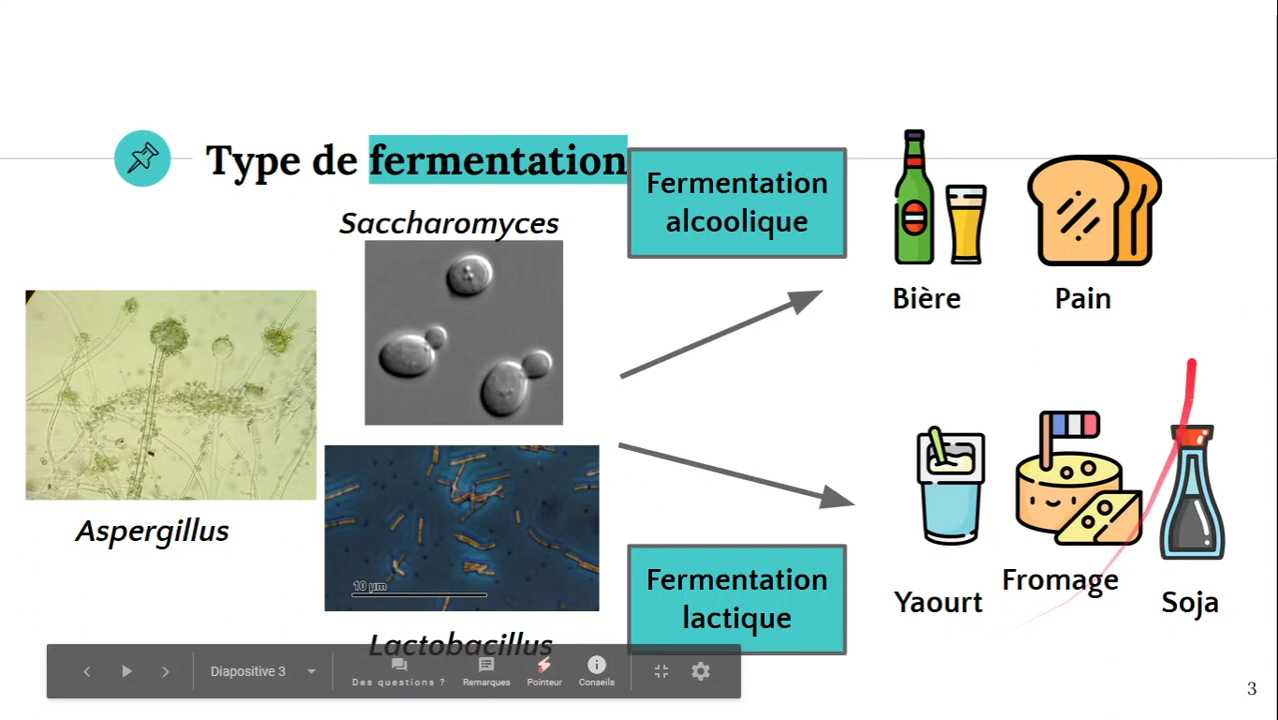 Type de fermentation
Saccharomyces
Fermentation
alcoolique
Bière
Pain
Aspergillus
10 µm
Lactobacillus
Fermentation
lactique
Yaourt
Fromage
Soja
Diapositive 3
Des questions ?
Remarques
Pointeur
Conseils
3